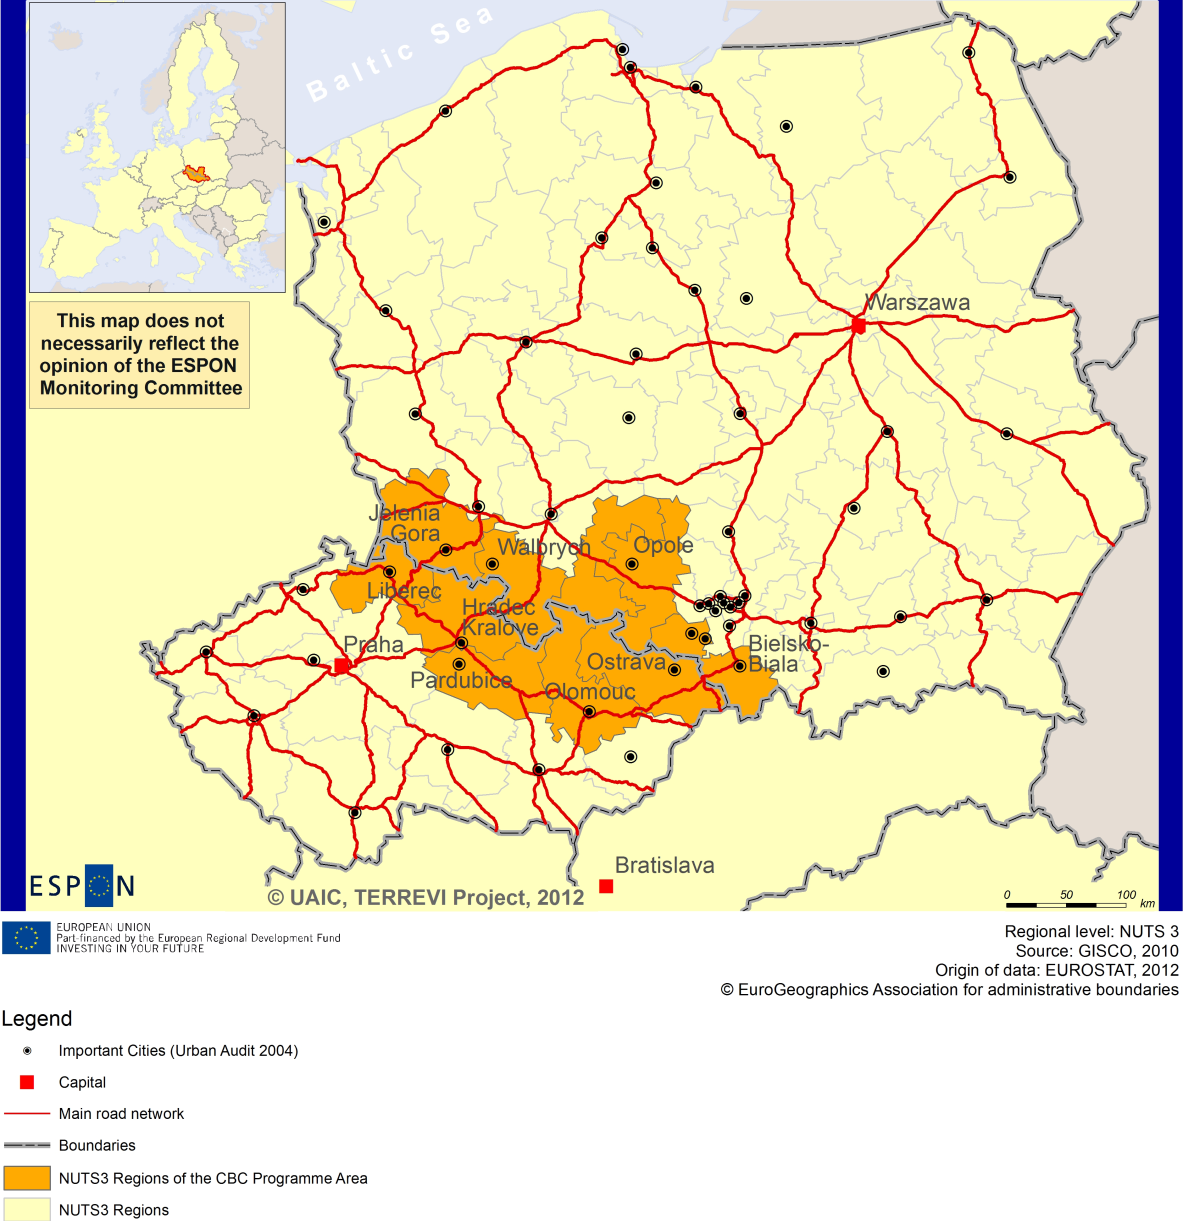 Baltic Sea
This map does not
necessarily reflect the
opinion of the ESPON
Monitoring Committee
Warszawa
Jelenia
Gora
Walbrych
Opole
Liberec
Hradec
Kralove
Praha
Pardubice
Ostrava
Olomouc
Bielsko-
Biala
Bratislava
ESPON
© UAIC, TERREVI Project, 2012
0 50 100 km
EUROPEAN UNION
Part-financed by the European Regional Development Fund
INVESTING IN YOUR FUTURE
Regional level: NUTS 3
Source: GISCO, 2010
Origin of data: EUROSTAT, 2012
© EuroGeographics Association for administrative boundaries
Legend
Important Cities (Urban Audit 2004)
Capital
Main road network
Boundaries
NUTS3 Regions of the CBC Programme Area
NUTS3 Regions